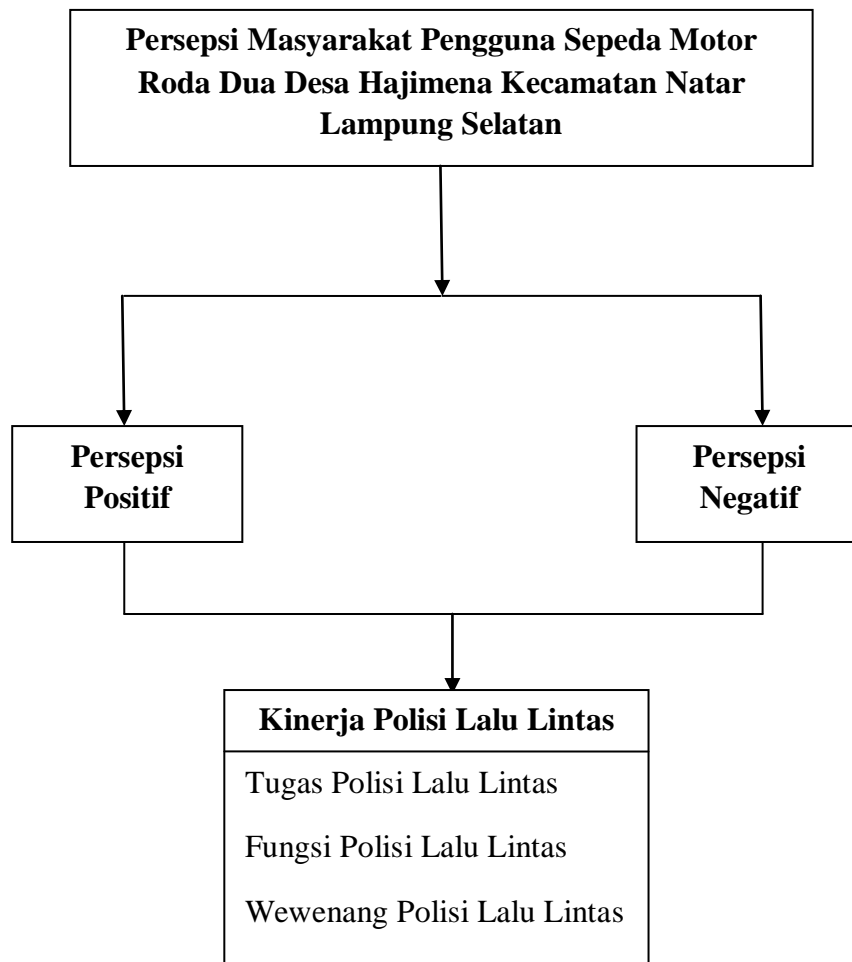 Persepsi Masyarakat Pengguna Sepeda Motor
Roda Dua Desa Hajimena Kecamatan Natar
Lampung Selatan
Persepsi
Positif
Persepsi
Negatif
Kinerja Polisi Lalu Lintas
Tugas Polisi Lalu Lintas
Fungsi Polisi Lalu Lintas
Wewenang Polisi Lalu Lintas